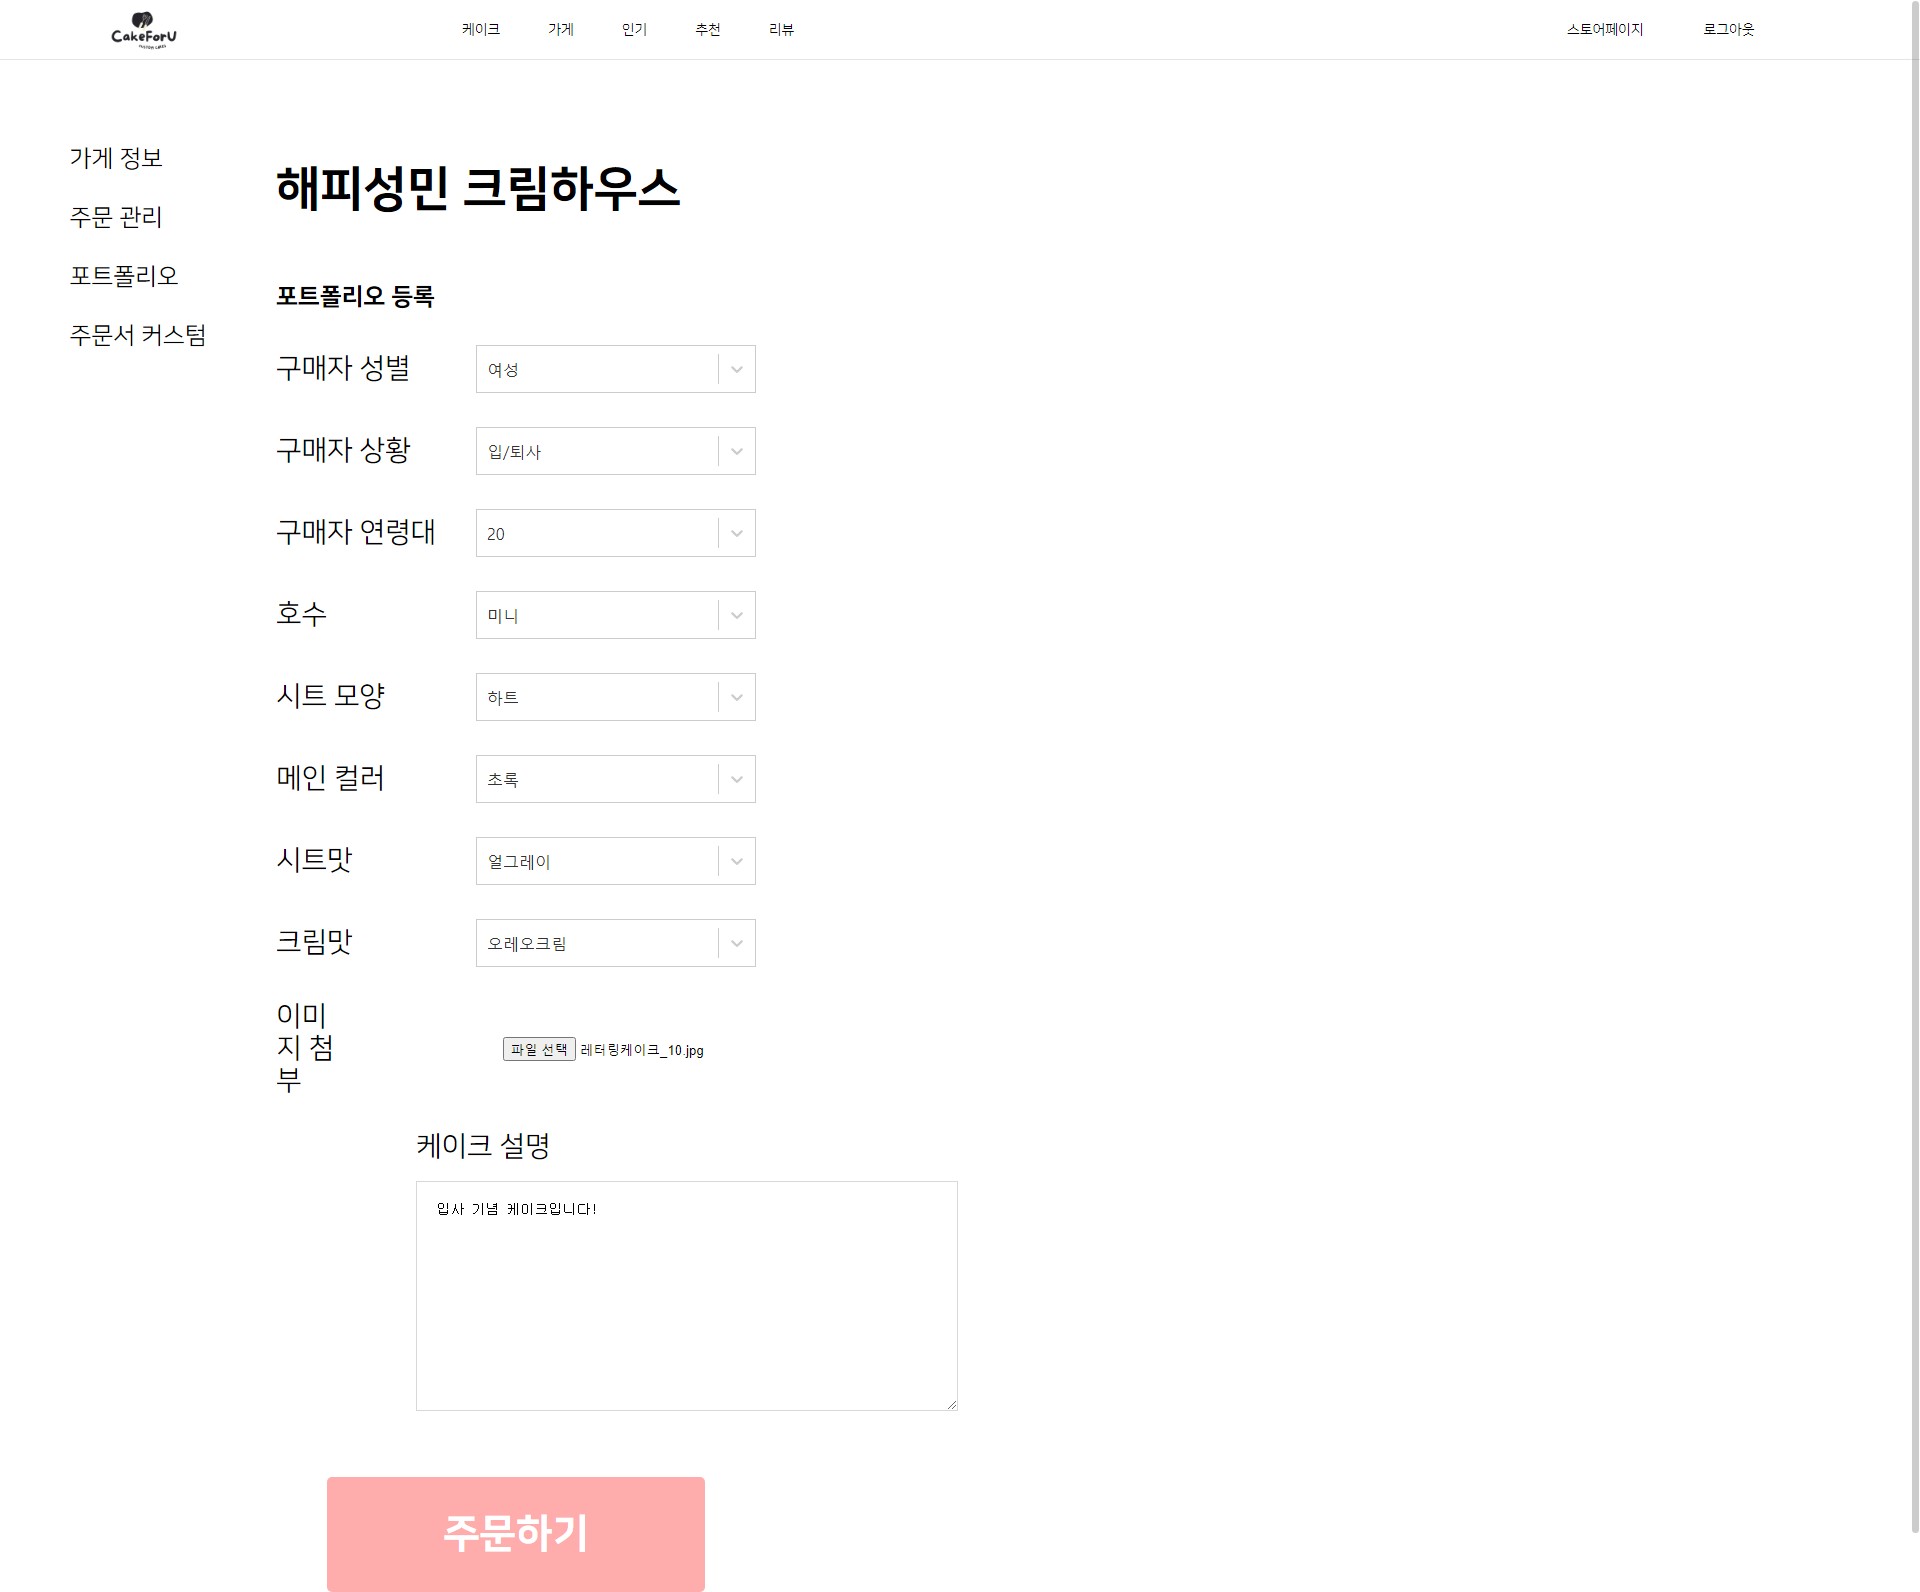 CakeForU
케이크 가게 인기 추천 리뷰 스토어페이지 로그아웃
가게 정보
주문 관리
포트폴리오
주문서 커스텀
해피성민 크림하우스
포트폴리오 등록
구매자 성별 여성
구매자 상황 입/퇴사
구매자 연령대 20
호수 미니
시트 모양 하트
메인 컬러 초록
시트맛 얼그레이
크림맛 오레오크림
이미
지 첨
부
파일 선택 레터링케이크_10.jpg
케이크 설명
입사 기념 케이크입니다!
주문하기